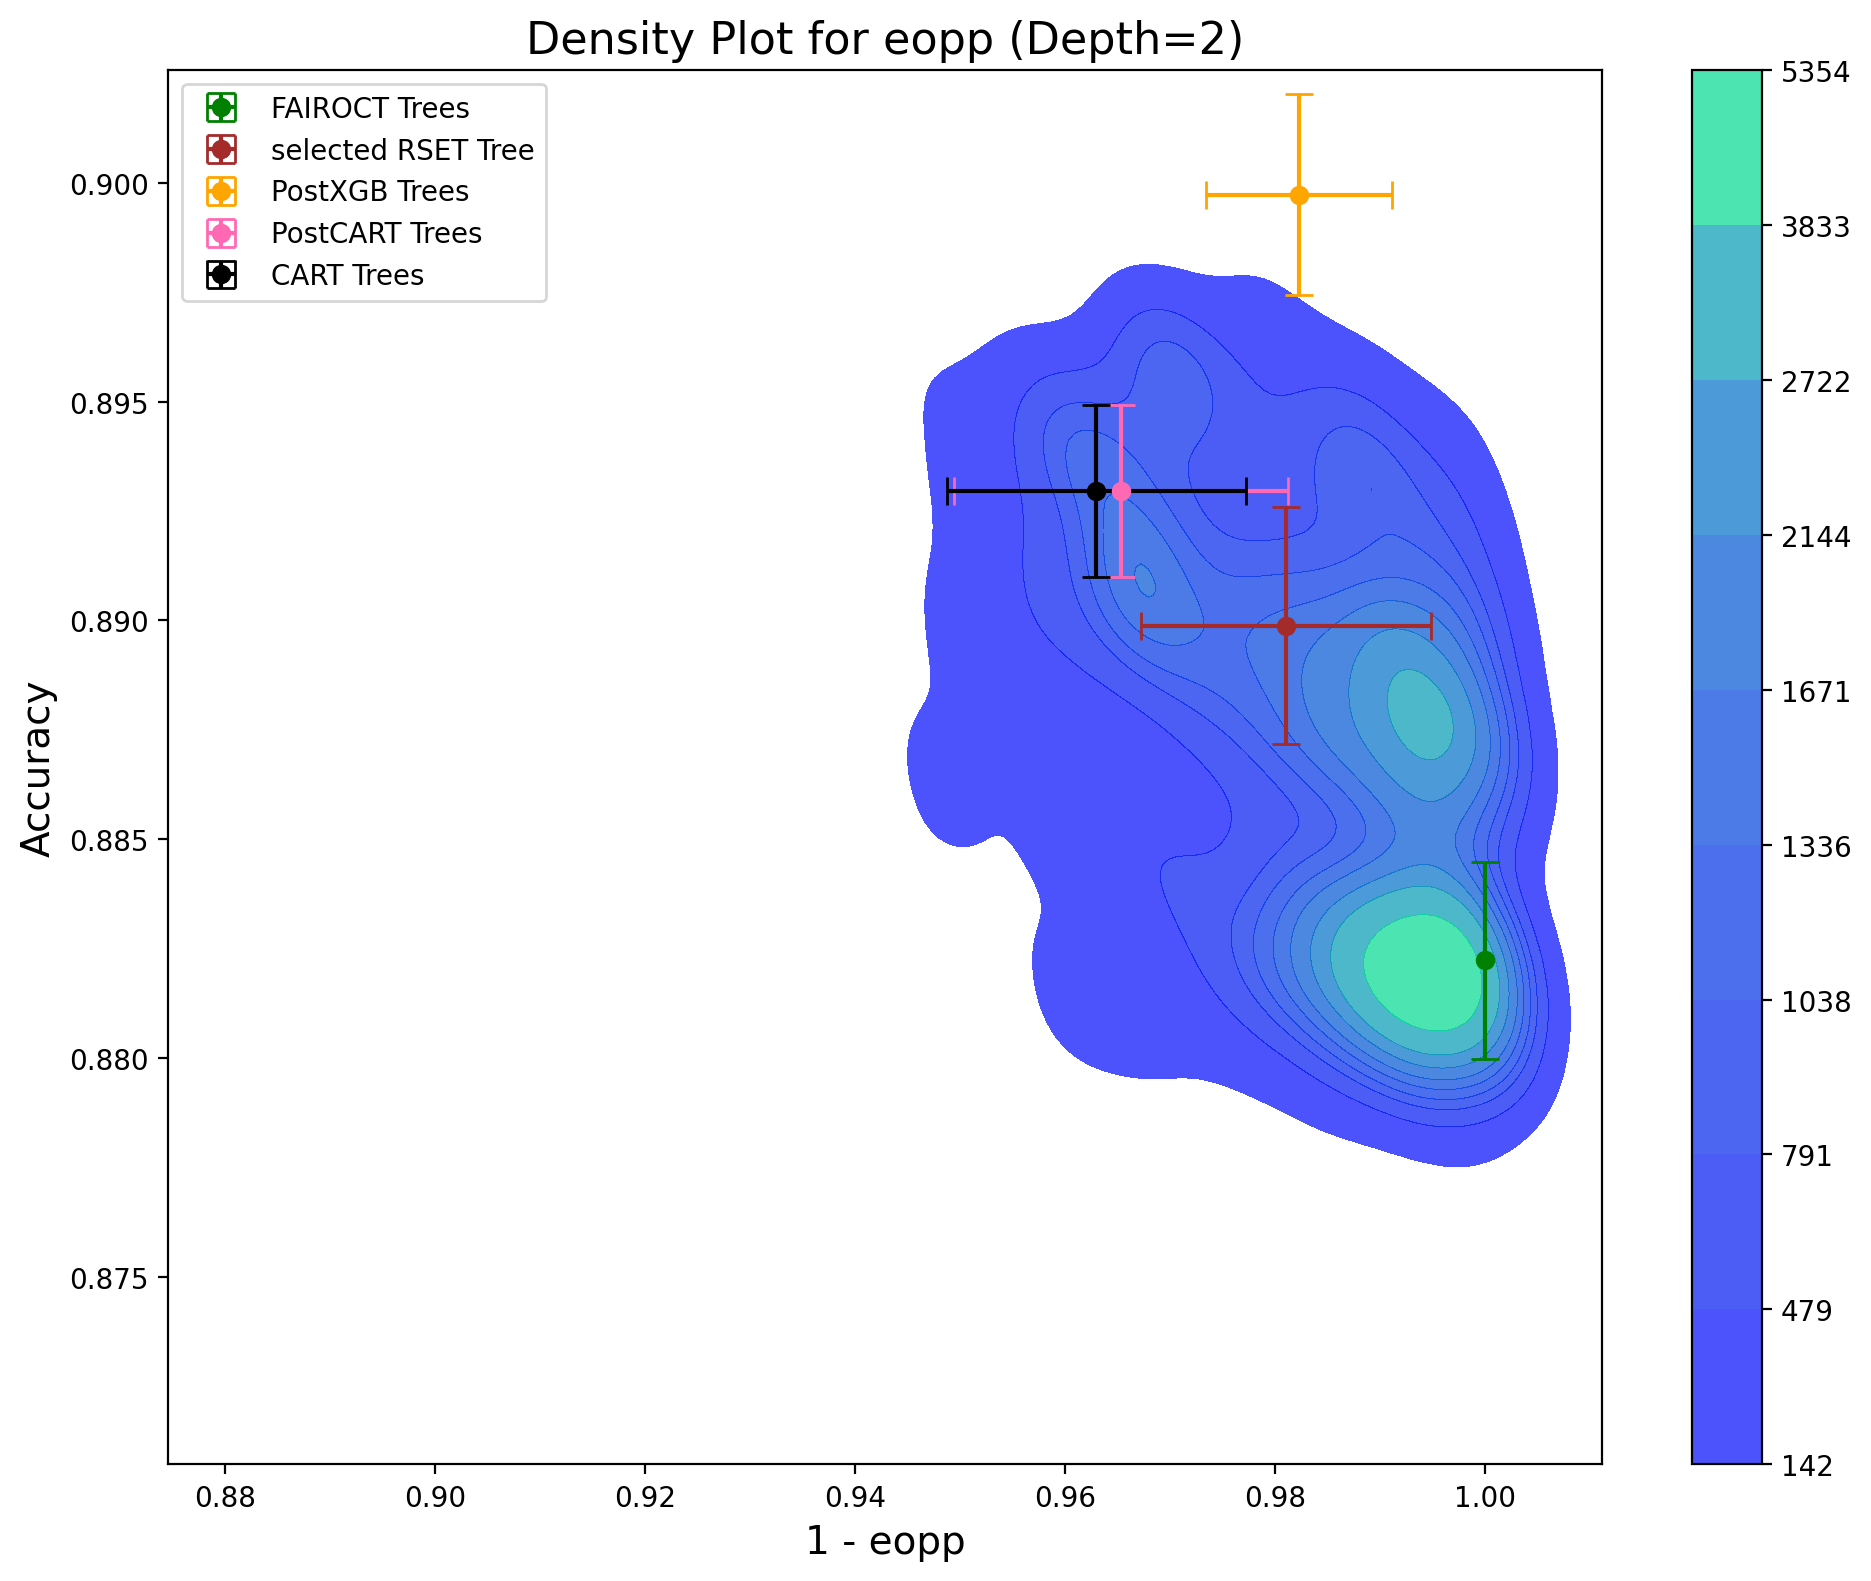 Density Plot for eopp (Depth=2)
FAIROCT Trees
selected RSET Tree
PostXGB Trees
PostCART Trees
CART Trees
Accuracy
0.900
0.895
0.890
0.885
0.880
0.875
0.88
0.90
0.92
0.94
0.96
0.98
1.00
1 - eopp
5354
3833
2722
2144
1671
1336
1038
791
479
142